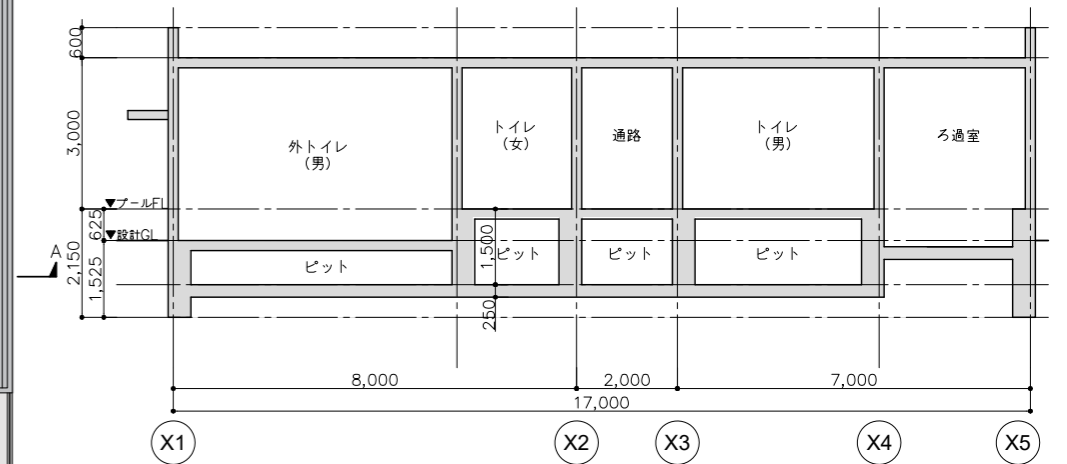 600
3,000
外トイレ
（男）
トイレ
（女）
通路
トイレ
（男）
ろ過室
▼プールFL
625
▼設計GL
A
2,150
1,525
ピット
1,500
ピット
ピット
ピット
250
8,000
2,000
7,000
17,000
X1
X2
X3
X4
X5